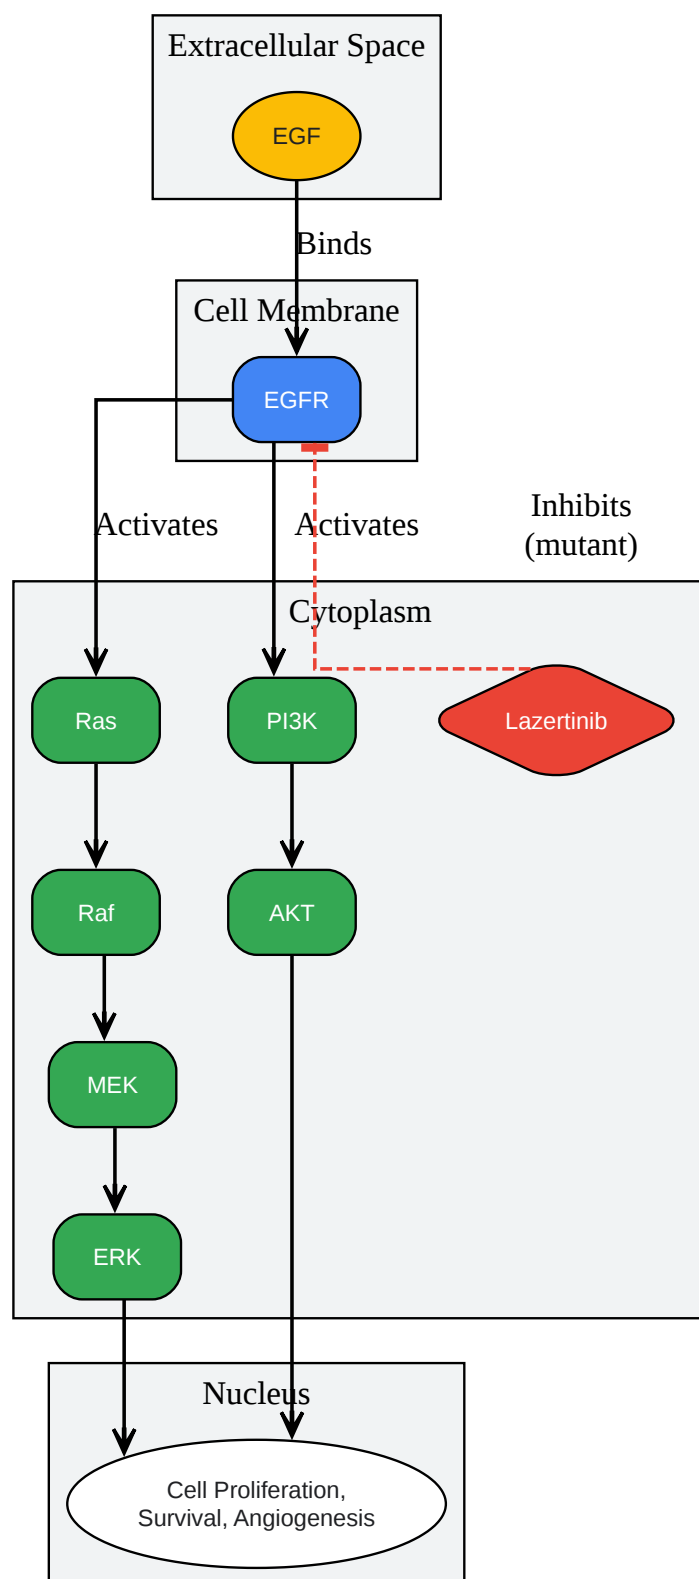 Extracellular Space
EGF
Binds
Cell Membrane
EGFR
Activates
Activates
Inhibits
(mutant)
Cytoplasm
Ras
PI3K
Lazertinib
Raf
AKT
MEK
ERK
Nucleus
Cell Proliferation,
Survival, Angiogenesis